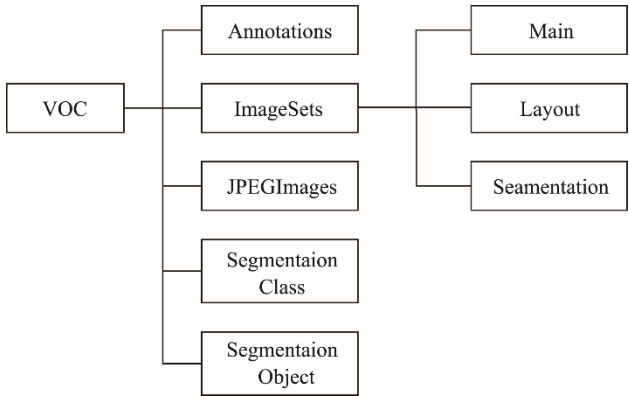 VOC
Annotations
ImageSets
JPEGImages
Segmentaion
Class
Segmentaion
Object
Main
Layout
Seamentation